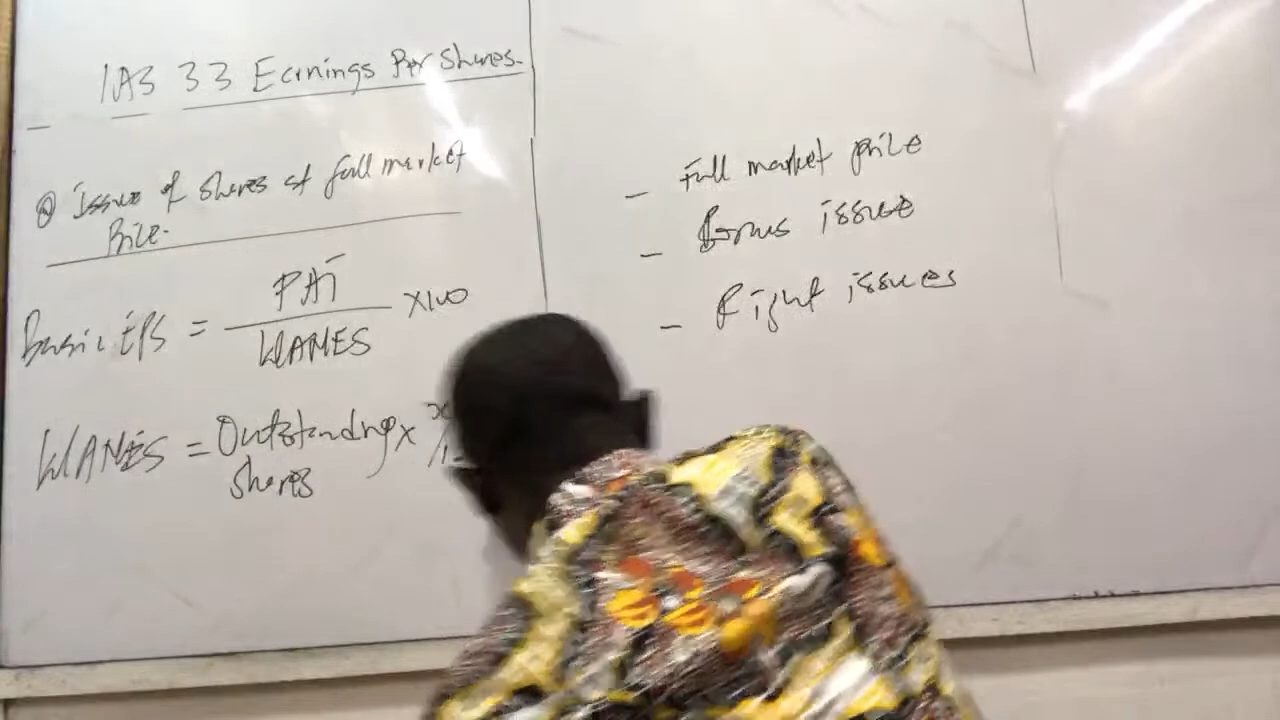 IAS 33 Earnings Per Shares.
@ Issue of shares at full market
Price.
Basic EPS = PAT / WANES X100
WANES = Outstanding x
shares
- Full market price
- Bonus issue
- Right issues